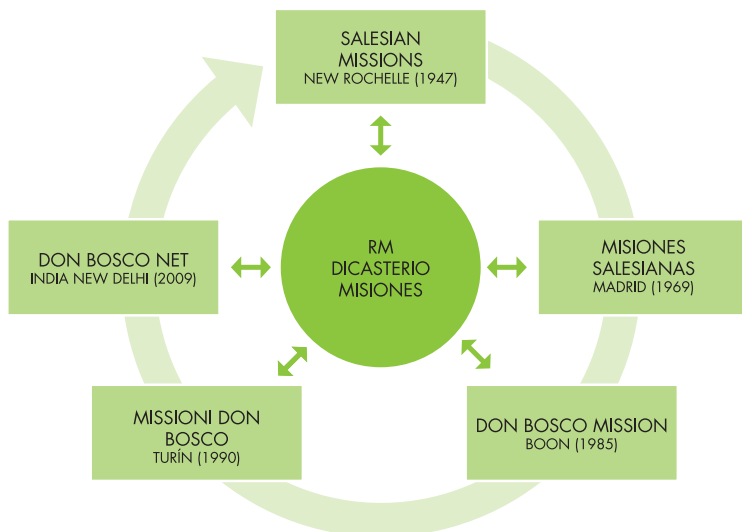 SALESIAN
MISSIONS
NEW ROCHELLE (1947)
RM
DICASTERIO
MISIONES
DON BOSCO NET
INDIA NEW DELHI (2009)
MISIONES
SALESIANAS
MADRID (1969)
MISSIONI DON
BOSCO
TURÍN (1990)
DON BOSCO MISSION
BOON (1985)